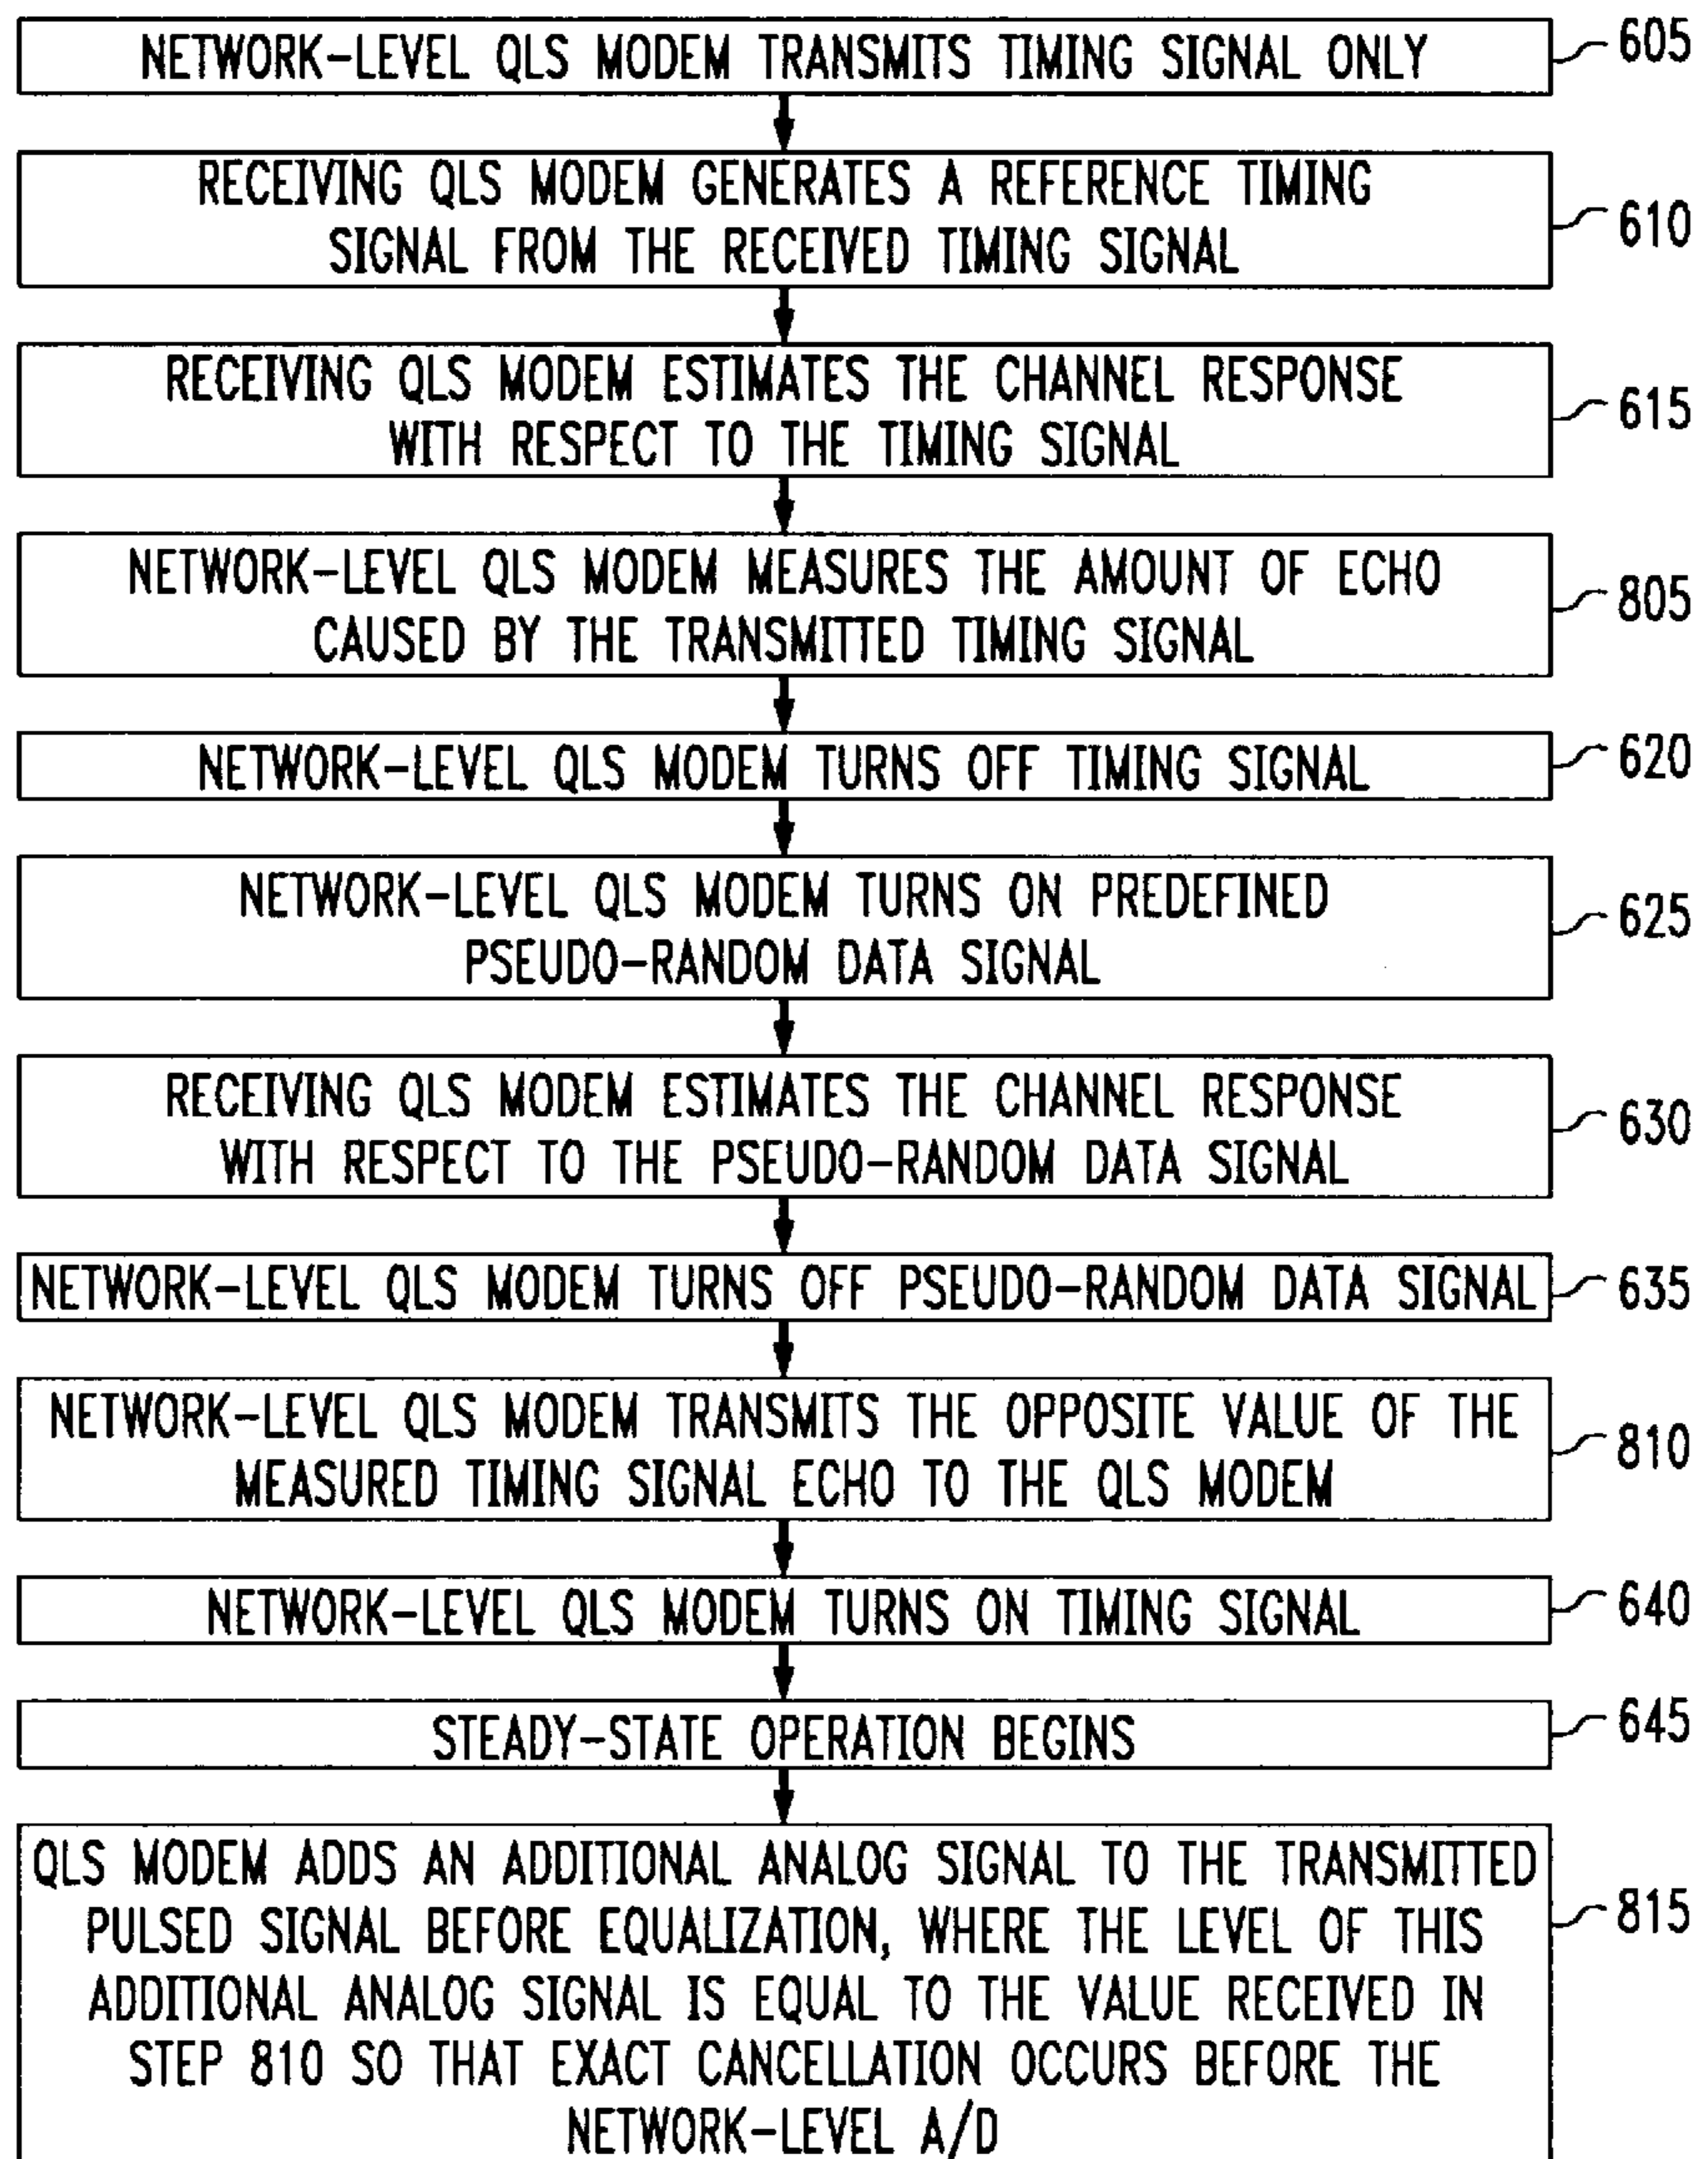 NETWORK-LEVEL QLS MODEM TRANSMITS TIMING SIGNAL ONLY
605
RECEIVING QLS MODEM GENERATES A REFERENCE TIMING
SIGNAL FROM THE RECEIVED TIMING SIGNAL
610
RECEIVING QLS MODEM ESTIMATES THE CHANNEL RESPONSE
WITH RESPECT TO THE TIMING SIGNAL
615
NETWORK-LEVEL QLS MODEM MEASURES THE AMOUNT OF ECHO
CAUSED BY THE TRANSMITTED TIMING SIGNAL
805
NETWORK-LEVEL QLS MODEM TURNS OFF TIMING SIGNAL
620
NETWORK-LEVEL QLS MODEM TURNS ON PREDEFINED
PSEUDO-RANDOM DATA SIGNAL
625
RECEIVING QLS MODEM ESTIMATES THE CHANNEL RESPONSE
WITH RESPECT TO THE PSEUDO-RANDOM DATA SIGNAL
630
NETWORK-LEVEL QLS MODEM TURNS OFF PSEUDO-RANDOM DATA SIGNAL
635
NETWORK-LEVEL QLS MODEM TRANSMITS THE OPPOSITE VALUE OF THE
MEASURED TIMING SIGNAL ECHO TO THE QLS MODEM
810
NETWORK-LEVEL QLS MODEM TURNS ON TIMING SIGNAL
640
STEADY-STATE OPERATION BEGINS
645
QLS MODEM ADDS AN ADDITIONAL ANALOG SIGNAL TO THE TRANSMITTED
PULSED SIGNAL BEFORE EQUALIZATION, WHERE THE LEVEL OF THIS
ADDITIONAL ANALOG SIGNAL IS EQUAL TO THE VALUE RECEIVED IN
STEP 810 SO THAT EXACT CANCELLATION OCCURS BEFORE THE
NETWORK-LEVEL A/D
815